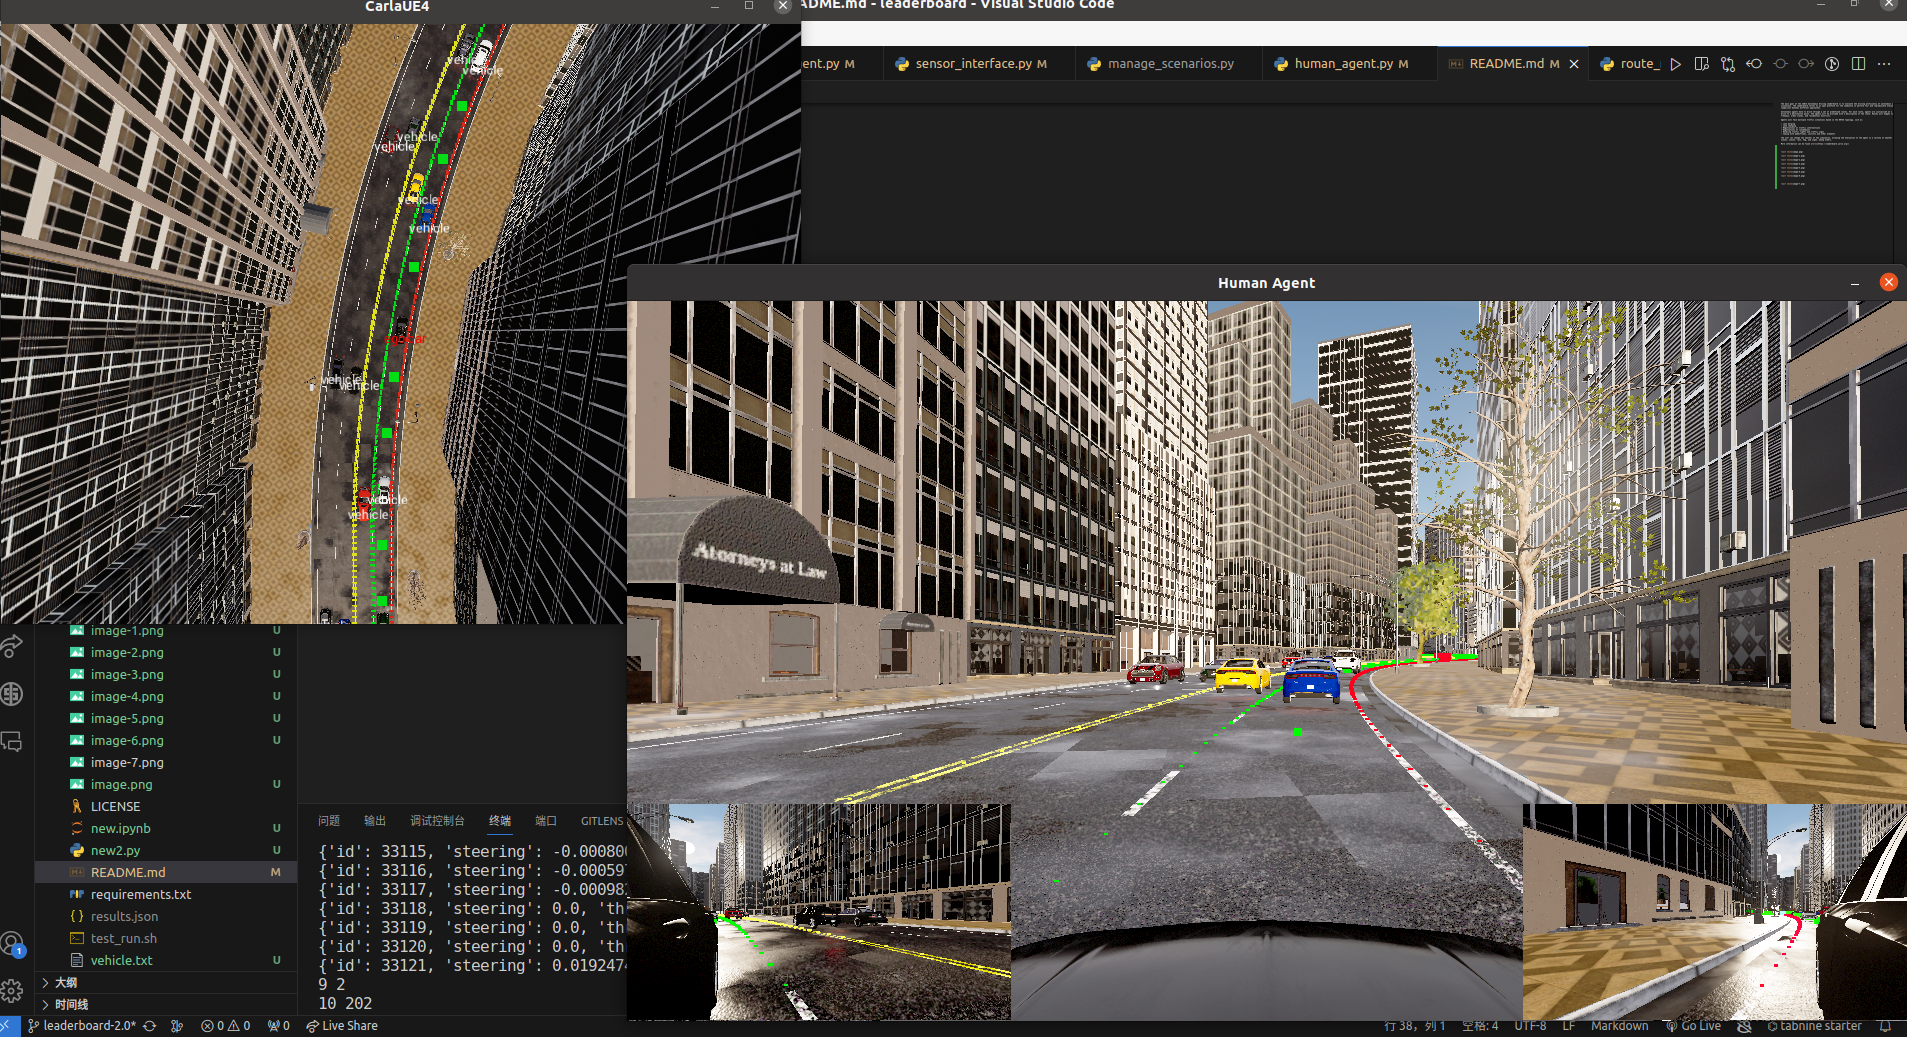 CarlaUE4
ADME.md - leaderboard - Visual Studio Code
ent.py M
sensor_interface.py M
manage_scenarios.py
human_agent.py M
README.md M
route_
vehicle
vehicle
vehicle
vehicle
vehicle
vehicle
vehicle
vehicle
vehicle
vehicle
Human Agent
Atorneys at Law
image-1.png U
image-2.png U
image-3.png U
image-4.png U
image-5.png U
image-6.png U
image-7.png
image.png U
LICENSE
new.ipynb U
new2.py U
README.md M
requirements.txt
results.json
test_run.sh
vehicle.txt U
大纲
时间线
问题 输出 调试控制台 终端 端口 GITLENS
{'id': 33115, 'steering': -0.00080
{'id': 33116, 'steering': -0.00059
{'id': 33117, 'steering': -0.00098
{'id': 33118, 'steering': 0.0, 'th
{'id': 33119, 'steering': 0.0, 'th
{'id': 33120, 'steering': 0.0, 'th
{'id': 33121, 'steering': 0.019247
9 2
10 202
1
leaderboard-2.0* 0 0 0 Live Share
行 38，列 1 空格: 4 UTF-8 LF Markdown Go Live tabnine starter